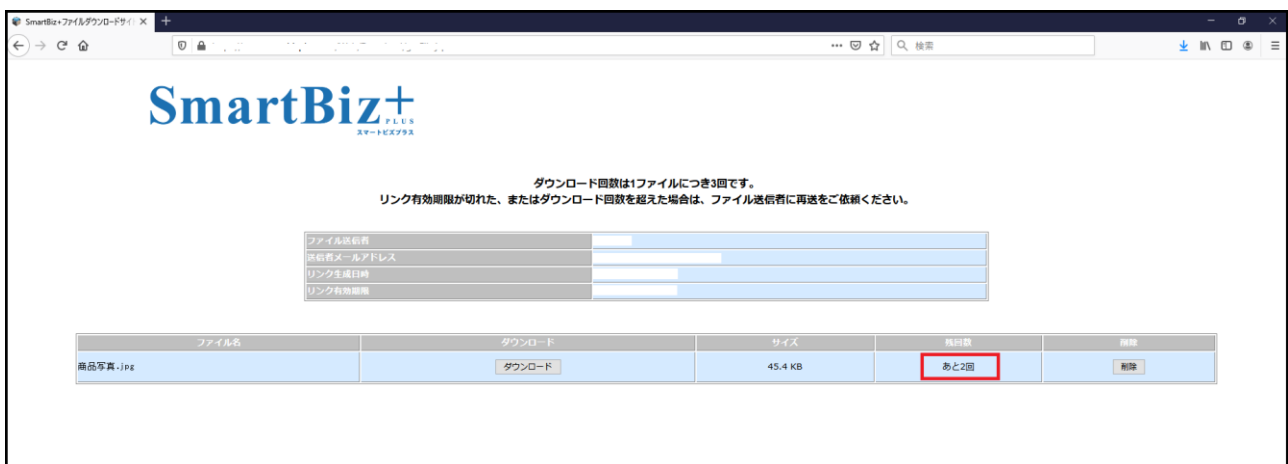 SmartBiz+ファイルダウンロードサイト
検索
SmartBiz+
PLUS
スマートビズプラス
ダウンロード回数は1ファイルにつき3回です。
リンク有効期限が切れた、またはダウンロード回数を超えた場合は、ファイル送信者に再送をご依頼ください。
ファイル送信者
送信者メールアドレス
リンク生成日時
リンク有効期限
ファイル名 ダウンロード サイズ 残回数 削除
商品写真.jpg ダウンロード 45.4 KB あと2回 削除